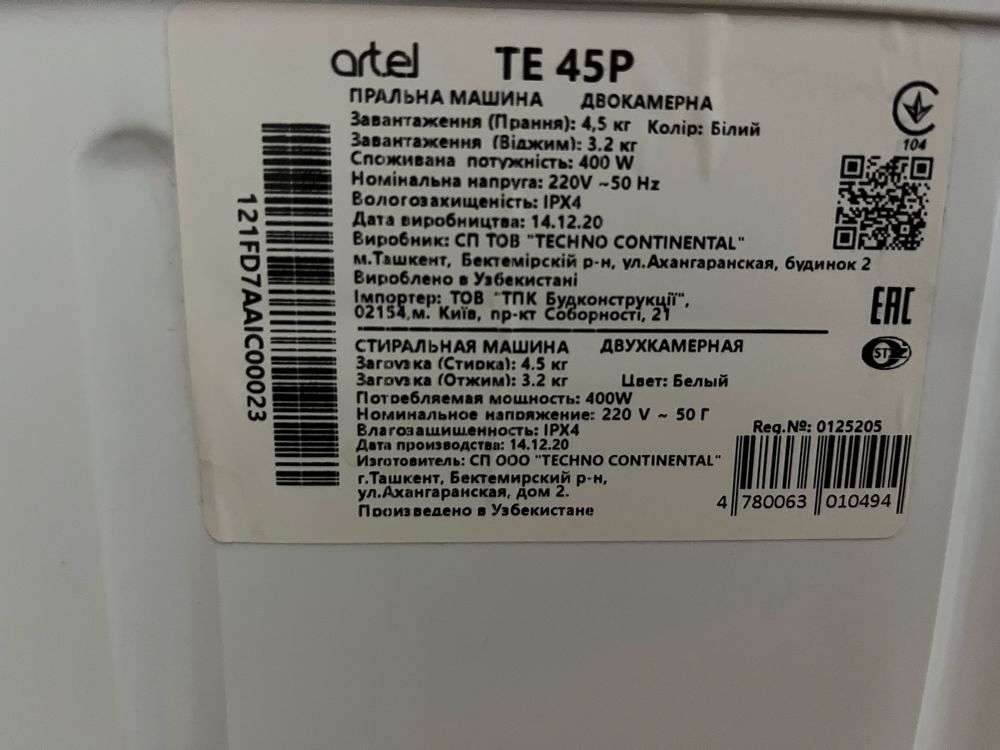 artel TE 45P
ПРАЛЬНА МАШИНА ДВОКАМЕРНА
Завантаження (Прання): 4,5 кг Колір: Білий
Завантаження (Віджим): 3.2 кг
Споживана потужність: 400 W
Номінальна напруга: 220V ~50 Hz
Вологозахищеність: IPX4
Дата виробництва: 14.12.20
Виробник: СП ТОВ "TECHNO CONTINENTAL"
м.Ташкент, Бектемірскій р-н, ул.Ахангаранская, будинок 2
Вироблено в Узбекистані
Імпортер: ТОВ "ТПК Будконструкції",
02154,м. Київ, пр-кт Соборності, 21
104
EAC
121FD7AAIC00023
СТИРАЛЬНАЯ МАШИНА ДВУХКАМЕРНАЯ
Загрузка (Стирка): 4.5 кг
Загрузка (Отжим): 3.2 кг Цвет: Белый
Потребляемая мощность: 400W
Номинальное напряжение: 220 V ~ 50 Г
Влагозашишенность: IPX4
Дата производства: 14.12.20
Изготовитель: СП ООО "TECHNO CONTINENTAL"
г.Ташкент, Бектемирский р-н,
ул.Ахангаранская, дом 2.
Произведено в Узбекистане
Reg.№: 0125205
4 780063 010494